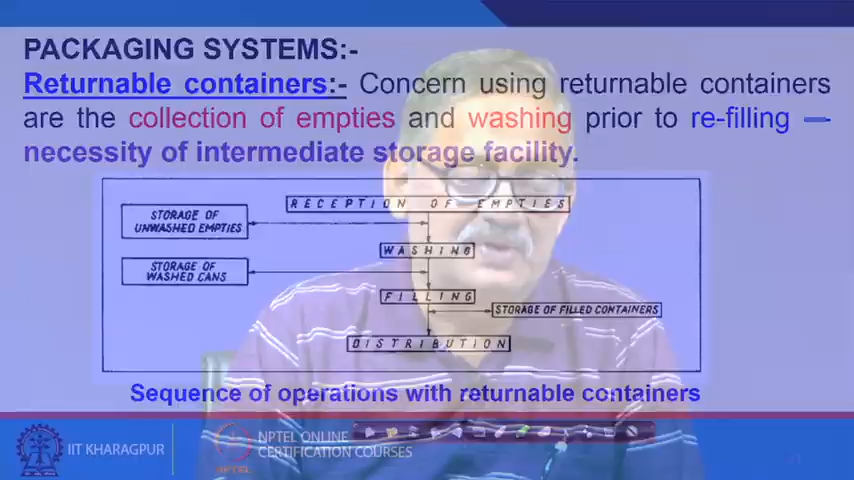 PACKAGING SYSTEMS:-
Returnable containers:- Concern using returnable containers
are the collection of empties and washing prior to re-filling —
necessity of intermediate storage facility.
RECEPTION OF EMPTIES
STORAGE OF
UNWASHED EMPTIES
WASHING
STORAGE OF
WASHED CANS
FILLING
STORAGE OF FILLED CONTAINERS
DISTRIBUTION
Sequence of operations with returnable containers
IIT KHARAGPUR
NPTEL
NPTEL ONLINE
CERTIFICATION COURSES